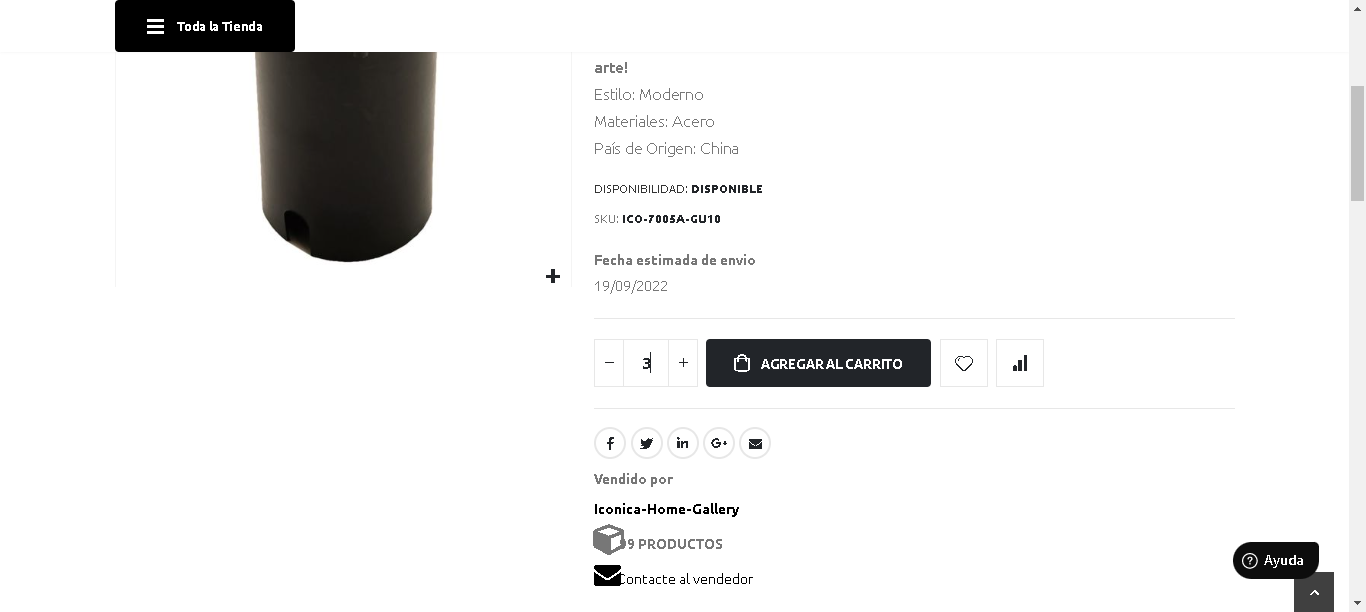 Toda la Tienda
arte!
Estilo: Moderno
Materiales: Acero
País de Origen: China
DISPONIBILIDAD: DISPONIBLE
SKU: ICO-7005A-GU10
Fecha estimada de envio
19/09/2022
− 3 + AGREGAR AL CARRITO
Vendido por
Iconica-Home-Gallery
9 PRODUCTOS
Contacte al vendedor
Ayuda